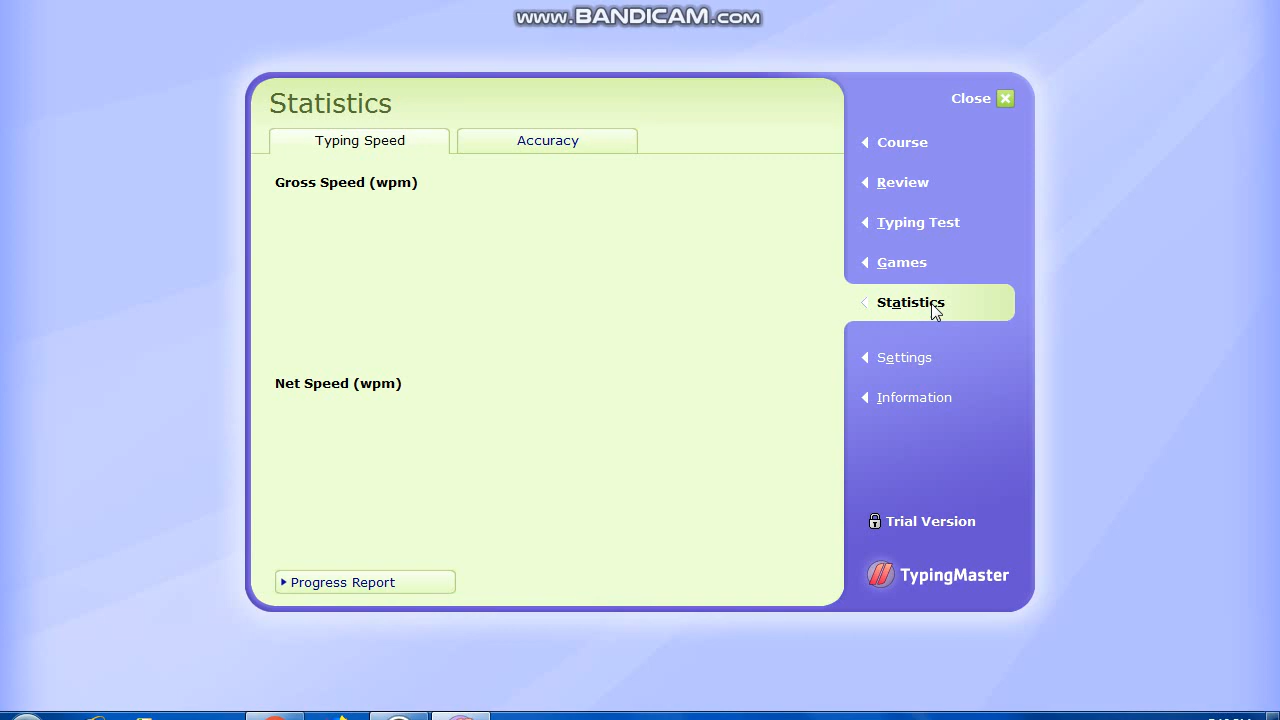 www.BANDICAM.com
Statistics
Close
Typing Speed
Accuracy
Gross Speed (wpm)
Net Speed (wpm)
Progress Report
Course
Review
Typing Test
Games
Statistics
Settings
Information
Trial Version
TypingMaster